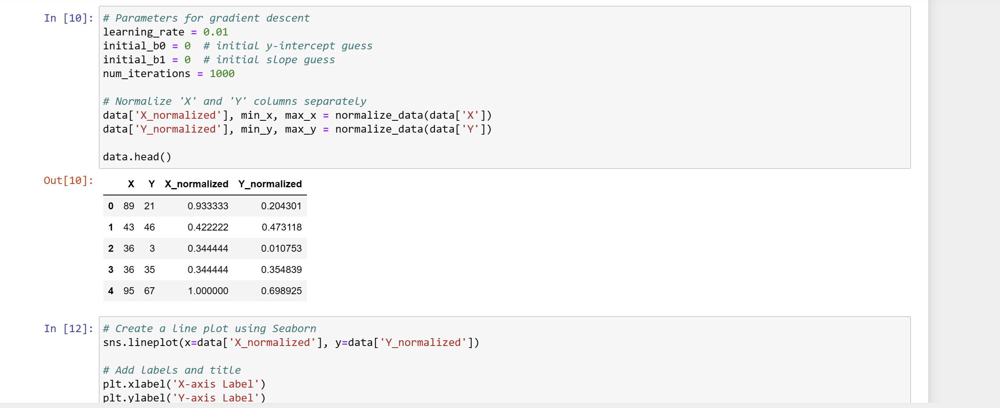 In [10]:
# Parameters for gradient descent
learning_rate = 0.01
initial_b0 = 0  # initial y-intercept guess
initial_b1 = 0  # initial slope guess
num_iterations = 1000
# Normalize 'X' and 'Y' columns separately
data['X_normalized'], min_x, max_x = normalize_data(data['X'])
data['Y_normalized'], min_y, max_y = normalize_data(data['Y'])
data.head()
Out[10]:
X Y X_normalized Y_normalized
0 89 21 0.933333 0.204301
1 43 46 0.422222 0.473118
2 36 3 0.344444 0.010753
3 36 35 0.344444 0.354839
4 95 67 1.000000 0.698925
In [12]:
# Create a line plot using Seaborn
sns.lineplot(x=data['X_normalized'], y=data['Y_normalized'])
# Add labels and title
plt.xlabel('X-axis Label')
plt.ylabel('Y-axis Label')